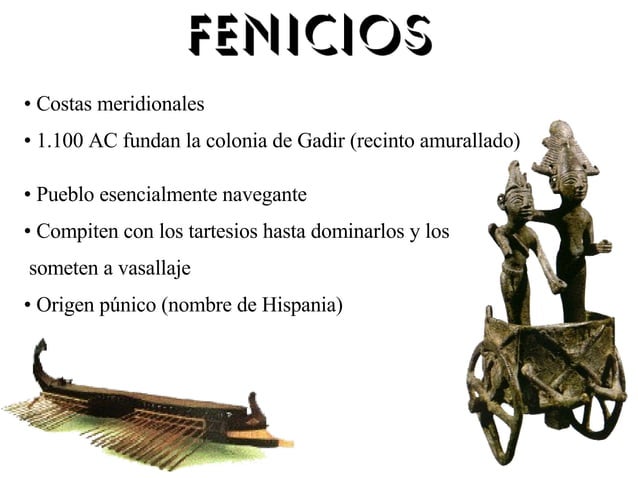 FENICIOS
• Costas meridionales
• 1.100 AC fundan la colonia de Gadir (recinto amurallado)
• Pueblo esencialmente navegante
• Compiten con los tartesios hasta dominarlos y los
someten a vasallaje
• Origen púnico (nombre de Hispania)